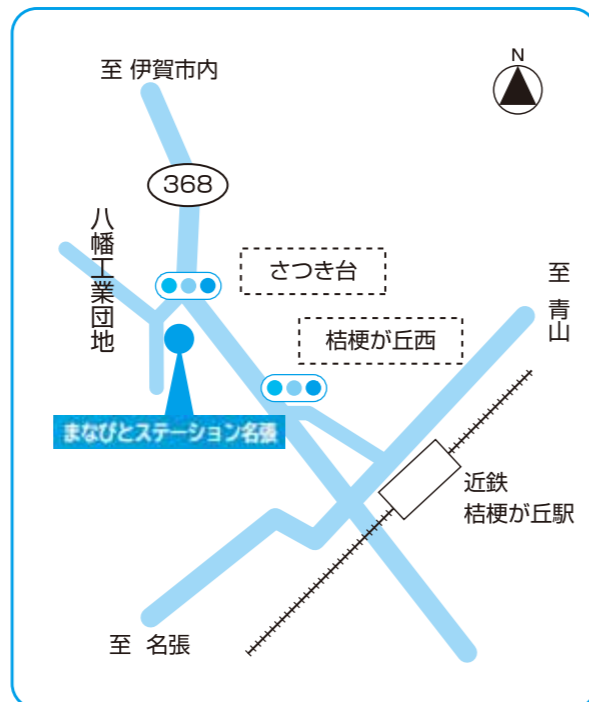 至 伊賀市内
N
368
八幡工業団地
さつき台
至 青山
桔梗が丘西
まなびとステーション名張
近鉄
桔梗が丘駅
至 名張